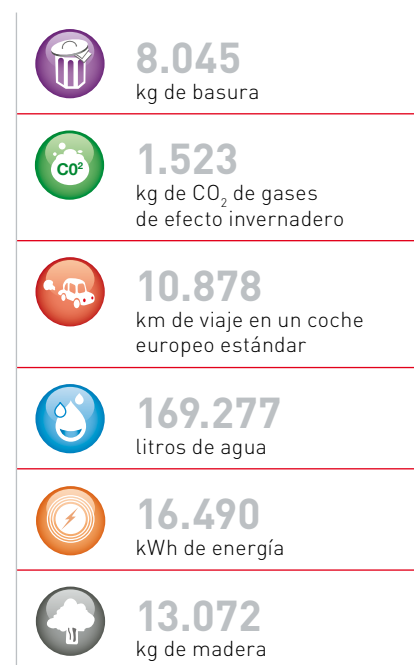 8.045
kg de basura
CO²
1.523
kg de CO₂ de gases
de efecto invernadero
10.878
km de viaje en un coche
europeo estándar
169.277
litros de agua
16.490
kWh de energía
13.072
kg de madera